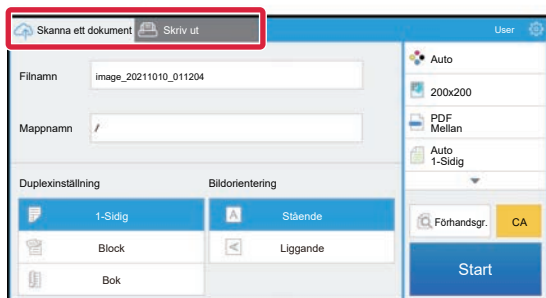 Skanna ett dokument Skriv ut User
Filnamn image_20211010_011204
Mappnamn /
Duplexinställning Bildorientering
1-Sidig A Stående
Block A Liggande
Bok
Auto
200x200
PDF
Mellan
Auto
1-Sidig
Förhandsgr. CA
Start